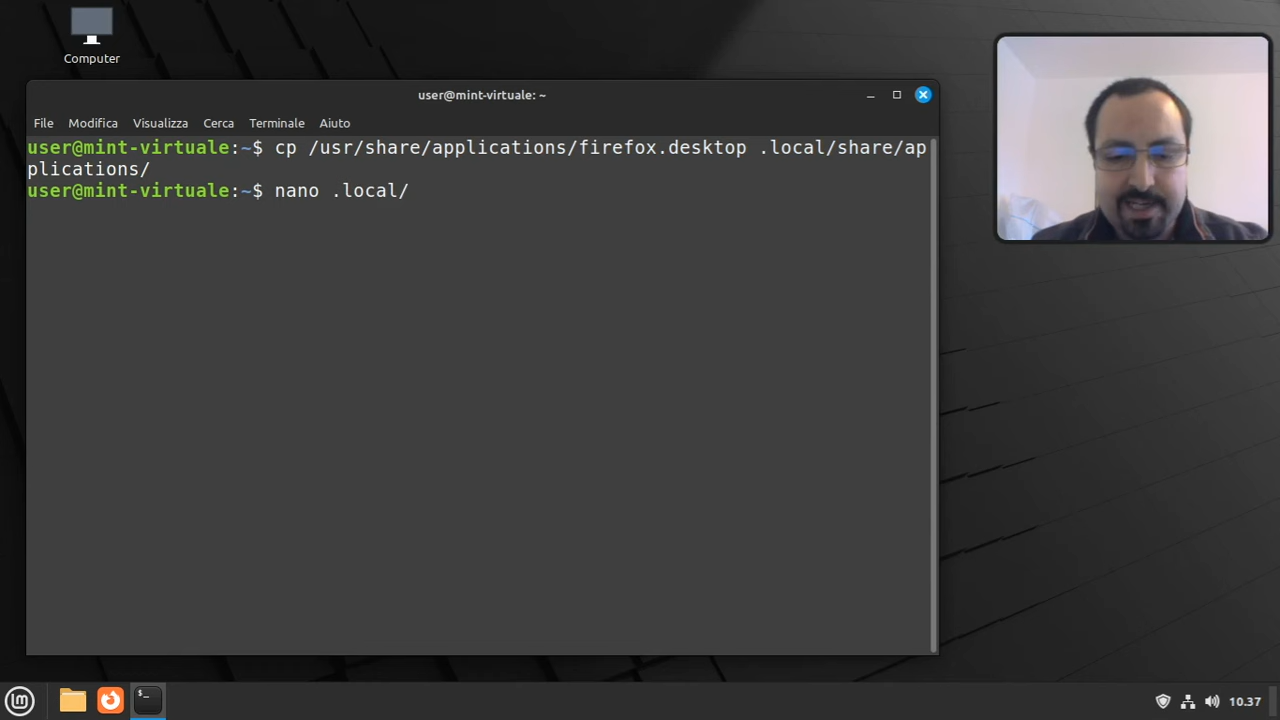 Computer
user@mint-virtuale: ~
File Modifica Visualizza Cerca Terminale Aiuto
user@mint-virtuale:~$ cp /usr/share/applications/firefox.desktop .local/share/ap
plications/
user@mint-virtuale:~$ nano .local/
10.37